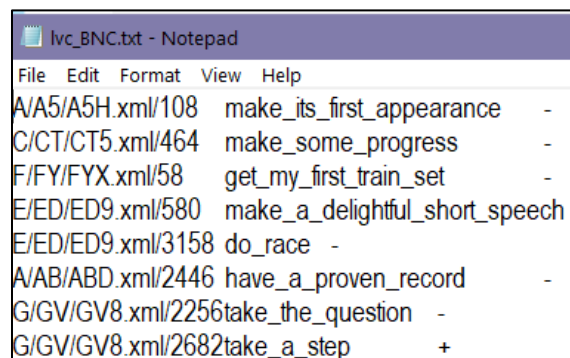 lvc_BNC.txt - Notepad
File Edit Format View Help
A/A5/A5H.xml/108 make_its_first_appearance -
C/CT/CT5.xml/464 make_some_progress -
F/FY/FYX.xml/58 get_my_first_train_set -
E/ED/ED9.xml/580 make_a_delightful_short_speech
E/ED/ED9.xml/3158 do_race -
A/AB/ABD.xml/2446 have_a_proven_record -
G/GV/GV8.xml/2256take_the_question -
G/GV/GV8.xml/2682take_a_step +